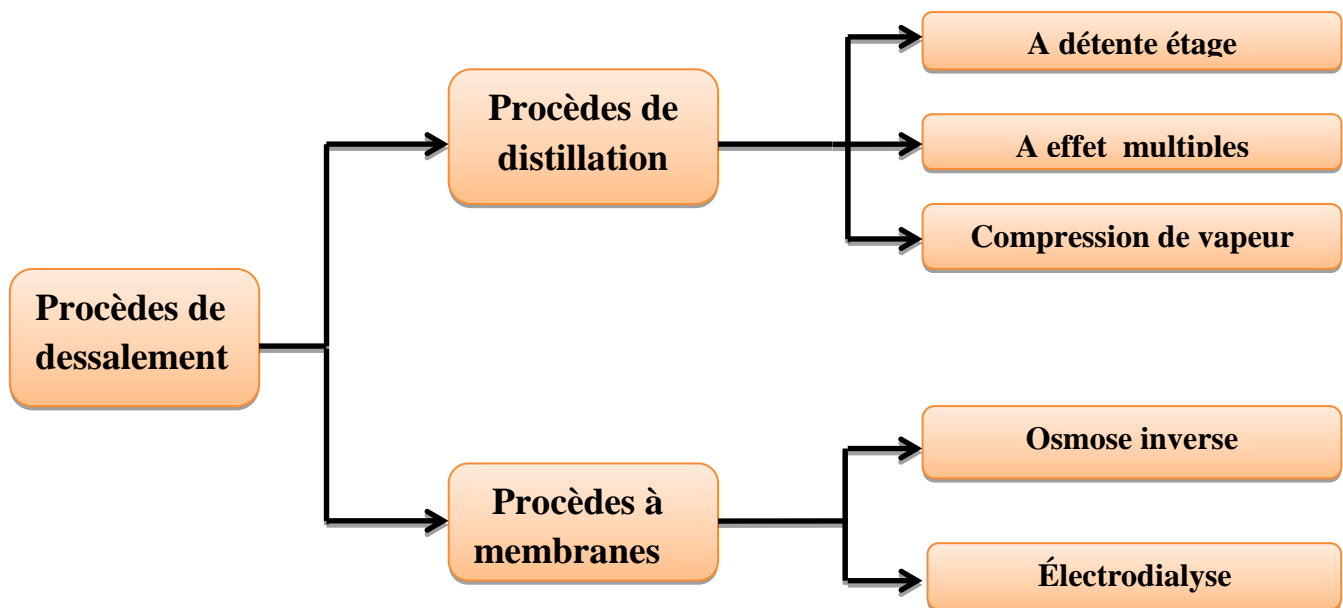 A détente étage
Procèdes de
distillation
A effet multiples
Compression de vapeur
Procèdes de
dessalement
Osmose inverse
Procèdes à
membranes
Électrodialyse